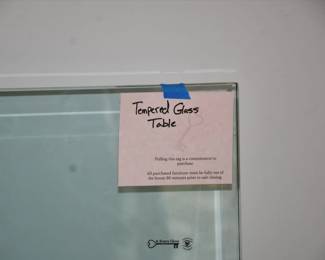 Tempered Glass
Table
Pulling this tag is a commitment to
purchase
All purchased furniture must be fully out of
the house 60 minutes prior to sale closing.